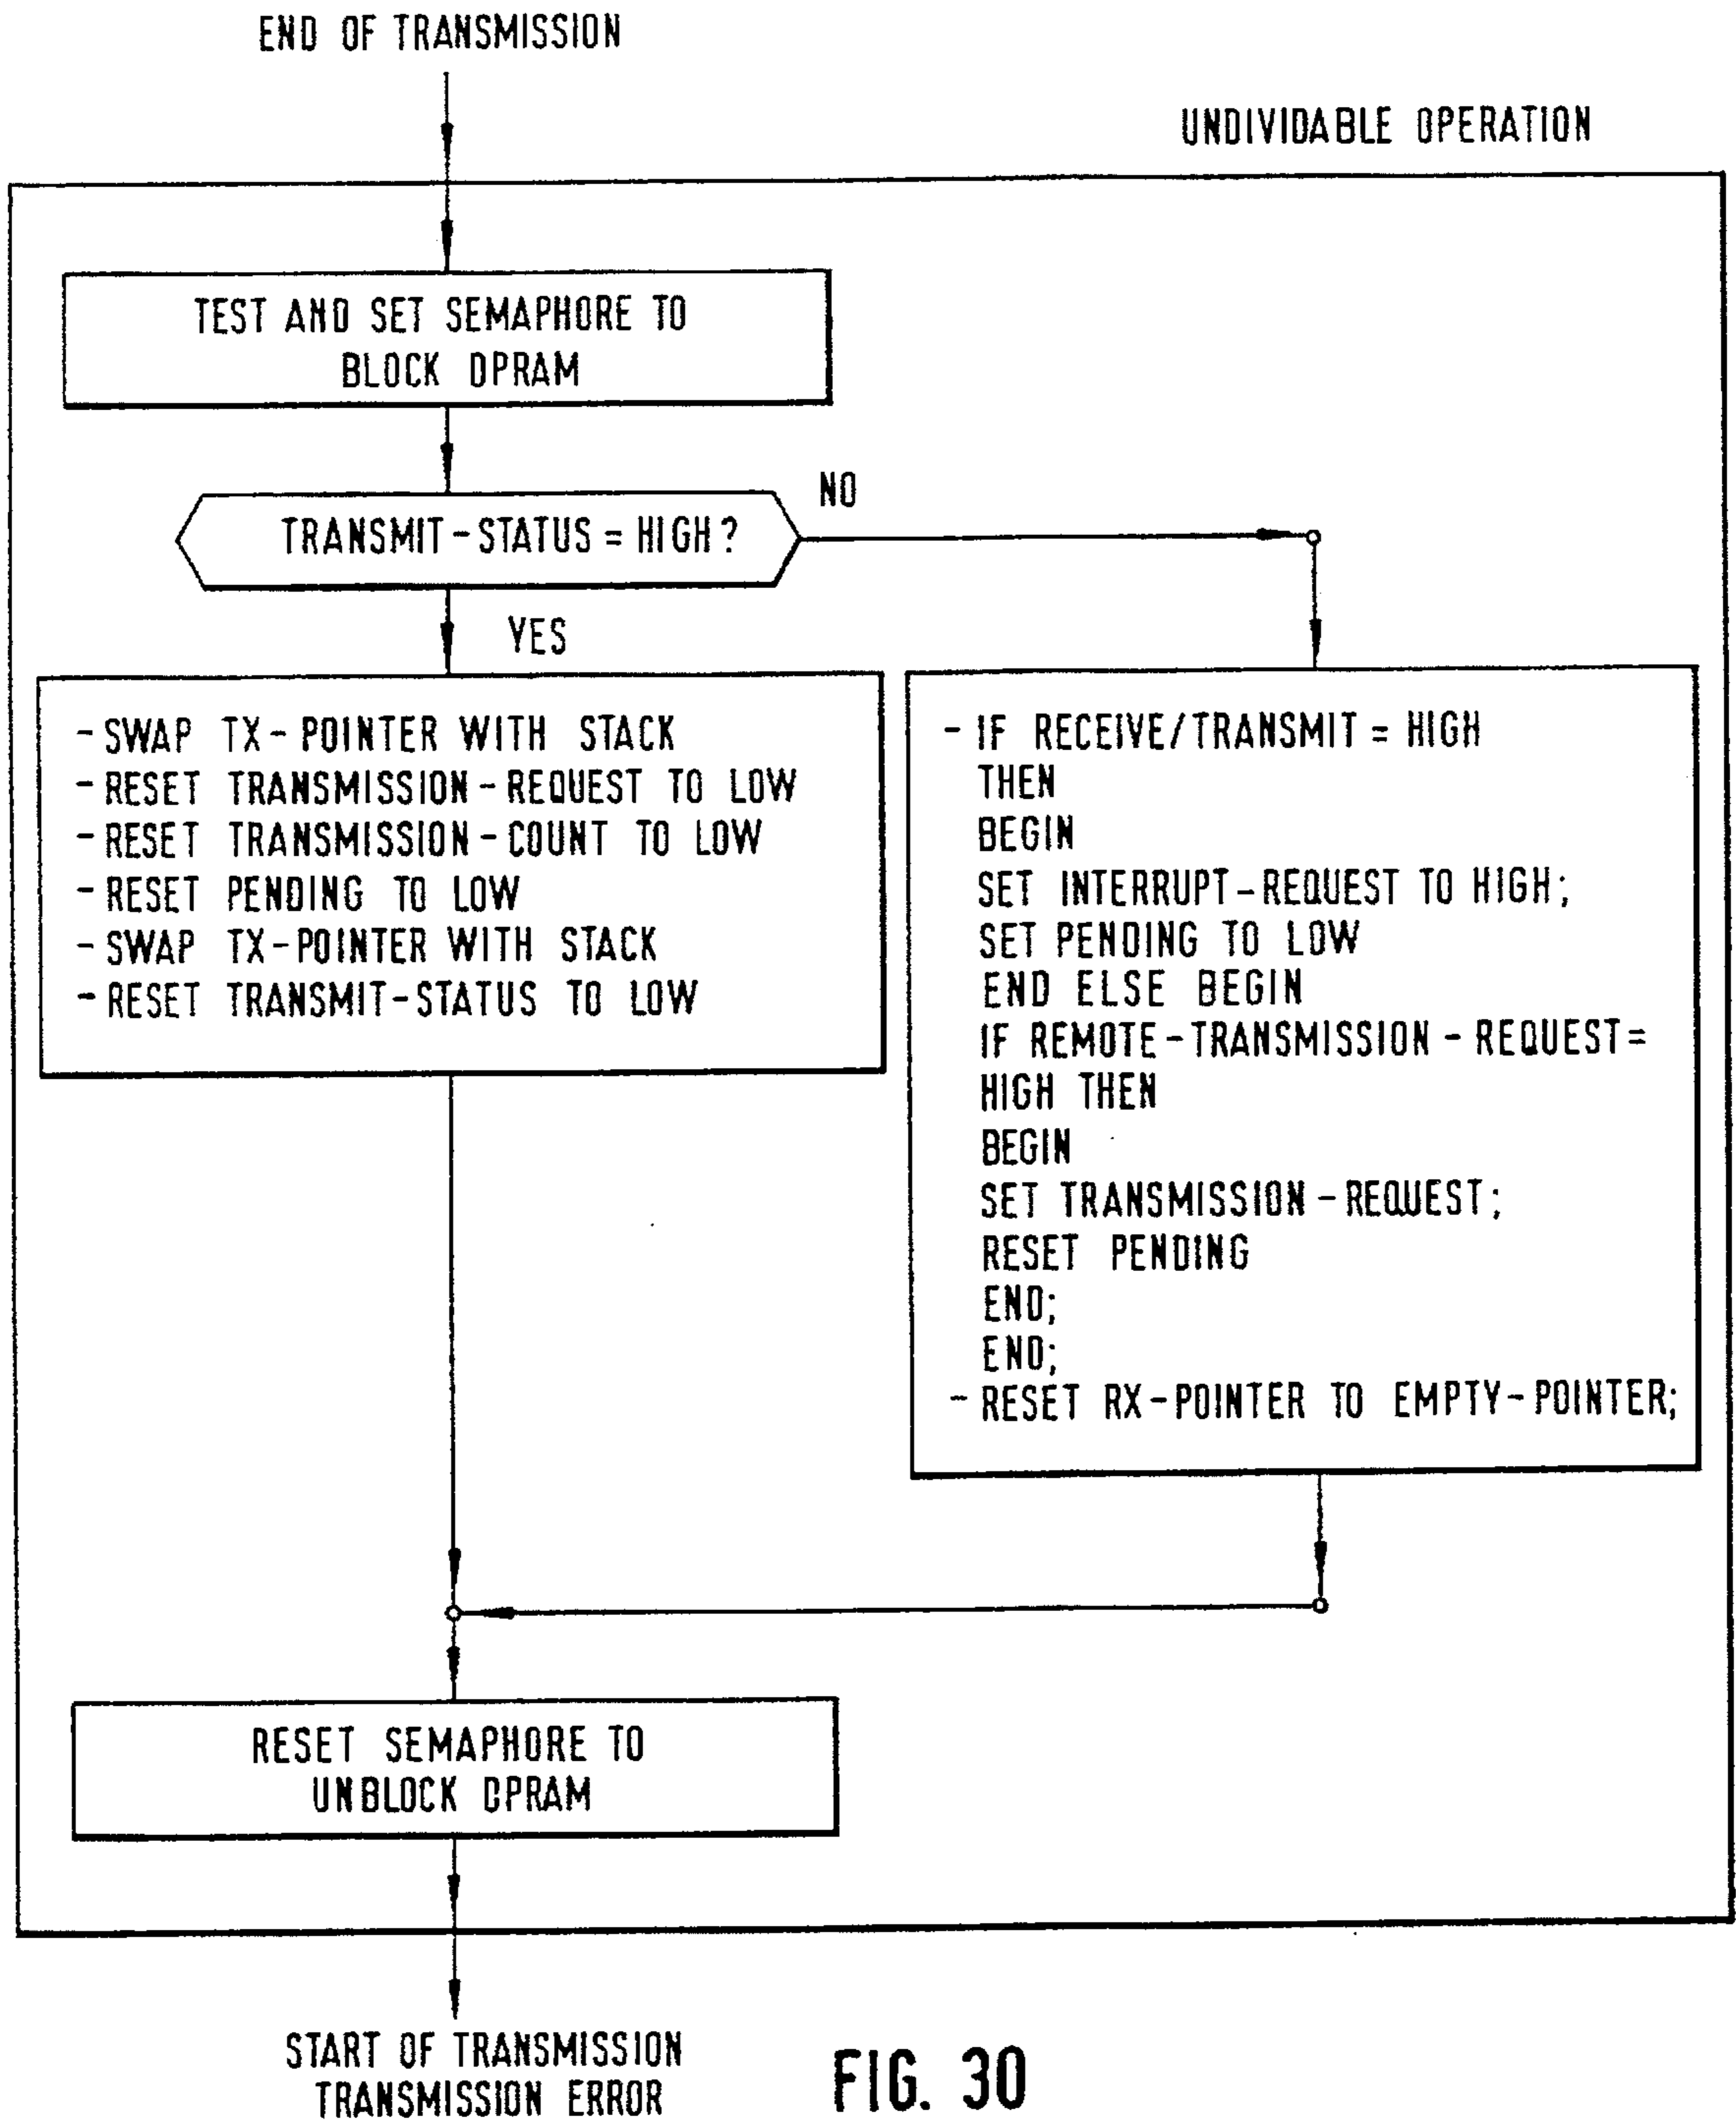 END OF TRANSMISSION
UNDIVIDABLE OPERATION
TEST AND SET SEMAPHORE TO
BLOCK DPRAM
TRANSMIT-STATUS = HIGH?
NO
YES
- SWAP TX-POINTER WITH STACK
- RESET TRANSMISSION-REQUEST TO LOW
- RESET TRANSMISSION-COUNT TO LOW
- RESET PENDING TO LOW
- SWAP TX-POINTER WITH STACK
- RESET TRANSMIT-STATUS TO LOW
- IF RECEIVE/TRANSMIT = HIGH
THEN
BEGIN
SET INTERRUPT-REQUEST TO HIGH;
SET PENDING TO LOW
END ELSE BEGIN
IF REMOTE-TRANSMISSION-REQUEST=
HIGH THEN
BEGIN
SET TRANSMISSION-REQUEST;
RESET PENDING
END;
END;
- RESET RX-POINTER TO EMPTY-POINTER;
RESET SEMAPHORE TO
UNBLOCK DPRAM
START OF TRANSMISSION
TRANSMISSION ERROR
FIG. 30